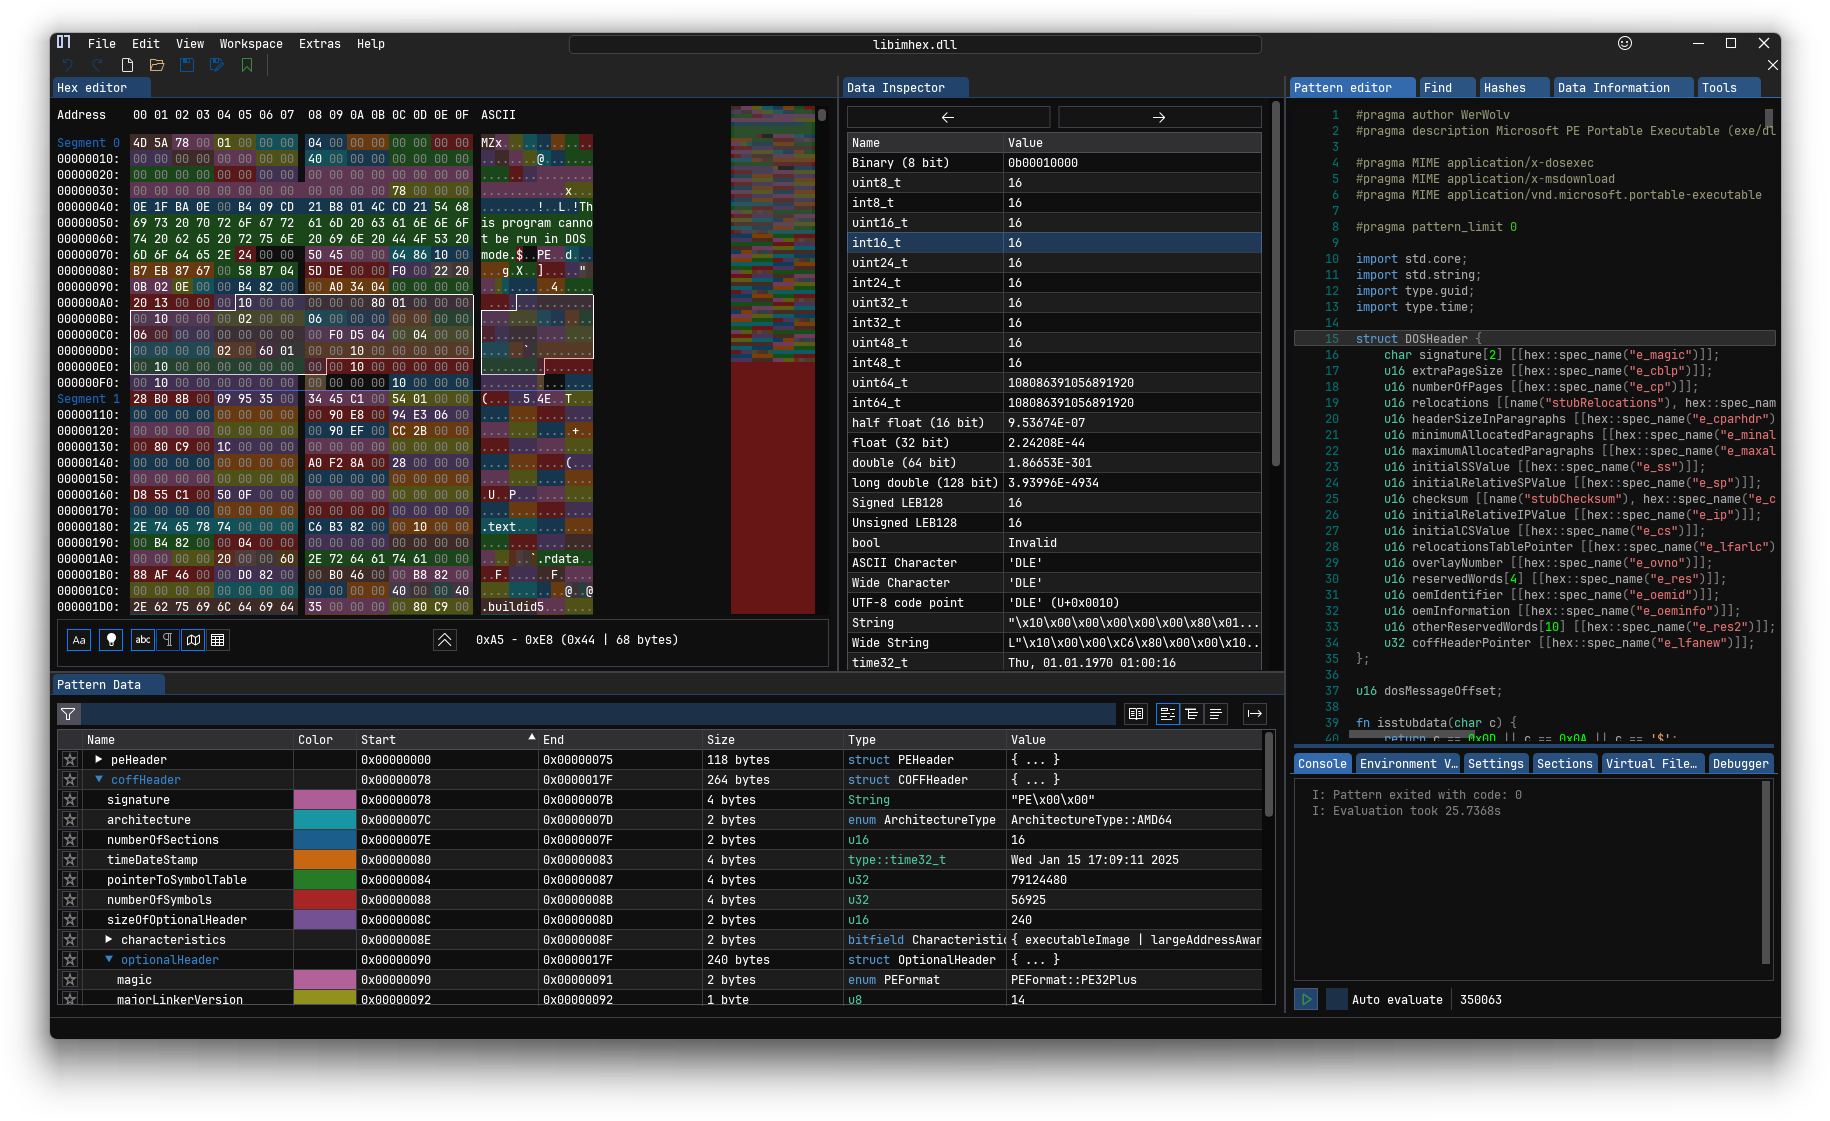 File Edit View Workspace Extras Help
libimhex.dll
Hex editor
Address 00 01 02 03 04 05 06 07 08 09 0A 0B 0C 0D 0E 0F ASCII
Segment 0 4D 5A 78 00 01 00 00 00 04 00 00 00 00 00 00 00 MZx.............
00000010: 00 00 00 00 00 00 00 00 40 00 00 00 00 00 00 00 ........@.......
00000020: 00 00 00 00 00 00 00 00 00 00 00 00 00 00 00 00 ................
00000030: 00 00 00 00 00 00 00 00 00 00 00 00 78 00 00 00 ............x...
00000040: 0E 1F BA 0E 00 B4 09 CD 21 B8 01 4C CD 21 54 68 ........!..L.!Th
00000050: 69 73 20 70 72 6F 67 72 61 6D 20 63 61 6E 6E 6F is program canno
00000060: 74 20 62 65 20 72 75 6E 20 69 6E 20 44 4F 53 20 t be run in DOS
00000070: 6D 6F 64 65 2E 24 00 00 50 45 00 00 64 86 10 00 mode.$..PE..d...
00000080: B7 EB 87 67 00 58 B7 04 5D DE 00 00 F0 00 22 20 ...g.X..]....."
00000090: 0B 02 0E 00 00 B4 82 00 00 A0 34 04 00 00 00 00 ..........4.....
000000A0: 20 13 00 00 00 10 00 00 00 00 00 80 01 00 00 00 ...............
000000B0: 00 10 00 00 00 02 00 00 06 00 00 00 00 00 00 00 ................
000000C0: 06 00 00 00 00 00 00 00 00 F0 D5 04 00 04 00 00 ................
000000D0: 00 00 00 00 02 00 60 01 00 00 10 00 00 00 00 00 ......`.........
000000E0: 00 10 00 00 00 00 00 00 00 00 10 00 00 00 00 00 ................
000000F0: 00 10 00 00 00 00 00 00 00 00 00 00 10 00 00 00 ................
Segment 1 28 B0 8B 00 09 95 35 00 34 45 C1 00 54 01 00 00 (.....5.4E..T...
00000110: 00 00 00 00 00 00 00 00 00 90 E8 00 94 E3 06 00 ................
00000120: 00 00 00 00 00 00 00 00 00 90 EF 00 CC 2B 00 00 .............+..
00000130: 00 80 C9 00 1C 00 00 00 00 00 00 00 00 00 00 00 ................
00000140: 00 00 00 00 00 00 00 00 A0 F2 8A 00 28 00 00 00 ............(...
00000150: 00 00 00 00 00 00 00 00 00 00 00 00 00 00 00 00 ................
00000160: D8 55 C1 00 50 0F 00 00 00 00 00 00 00 00 00 00 .U..P...........
00000170: 00 00 00 00 00 00 00 00 00 00 00 00 00 00 00 00 ................
00000180: 2E 74 65 78 74 00 00 00 C6 B3 82 00 00 10 00 00 .text...........
00000190: 00 B4 82 00 00 04 00 00 00 00 00 00 00 00 00 00 ................
000001A0: 00 00 00 00 20 00 00 60 2E 72 64 61 74 61 00 00 .... ..`.rdata..
000001B0: 88 AF 46 00 00 D0 82 00 00 B0 46 00 00 B8 82 00 ..F.......F.....
000001C0: 00 00 00 00 00 00 00 00 00 00 00 00 40 00 00 40 ............@..@
000001D0: 2E 62 75 69 6C 64 69 64 35 00 00 00 00 80 C9 00 .buildid5.......
Aa abc 0xA5 - 0xE8 (0x44 | 68 bytes)
Data Inspector
Name Value
Binary (8 bit) 0b00010000
uint8_t 16
int8_t 16
uint16_t 16
int16_t 16
uint24_t 16
int24_t 16
uint32_t 16
int32_t 16
uint48_t 16
int48_t 16
uint64_t 108086391056891920
int64_t 108086391056891920
half float (16 bit) 9.53674E-07
float (32 bit) 2.24208E-44
double (64 bit) 1.86653E-301
long double (128 bit) 3.93996E-4934
Signed LEB128 16
Unsigned LEB128 16
bool Invalid
ASCII Character 'DLE'
Wide Character 'DLE'
UTF-8 code point 'DLE' (U+0x0010)
String "\x10\x00\x00\x00\x00\x00\x80\x01...
Wide String L"\x10\x00\x00\xC6\x80\x00\x00\x10..
time32_t Thu, 01.01.1970 01:00:16
Pattern editor Find Hashes Data Information Tools
1 #pragma author WerWolv
2 #pragma description Microsoft PE Portable Executable (exe/dl
3
4 #pragma MIME application/x-dosexec
5 #pragma MIME application/x-msdownload
6 #pragma MIME application/vnd.microsoft.portable-executable
7
8 #pragma pattern_limit 0
9
10 import std.core;
11 import std.string;
12 import type.guid;
13 import type.time;
14
15 struct DOSHeader {
16 char signature[2] [[hex::spec_name("e_magic")]];
17 u16 extraPageSize [[hex::spec_name("e_cblp")]];
18 u16 numberOfPages [[hex::spec_name("e_cp")]];
19 u16 relocations [[name("stubRelocations"), hex::spec_nam
20 u16 headerSizeInParagraphs [[hex::spec_name("e_cparhdr")
21 u16 minimumAllocatedParagraphs [[hex::spec_name("e_minal
22 u16 maximumAllocatedParagraphs [[hex::spec_name("e_maxal
23 u16 initialSSValue [[hex::spec_name("e_ss")]];
24 u16 initialRelativeSPValue [[hex::spec_name("e_sp")]];
25 u16 checksum [[name("stubChecksum"), hex::spec_name("e_c
26 u16 initialRelativeIPValue [[hex::spec_name("e_ip")]];
27 u16 initialCSValue [[hex::spec_name("e_cs")]];
28 u16 relocationsTablePointer [[hex::spec_name("e_lfarlc")
29 u16 overlayNumber [[hex::spec_name("e_ovno")]];
30 u16 reservedWords[4] [[hex::spec_name("e_res")]];
31 u16 oemIdentifier [[hex::spec_name("e_oemid")]];
32 u16 oemInformation [[hex::spec_name("e_oeminfo")]];
33 u16 otherReservedWords[10] [[hex::spec_name("e_res2")]];
34 u32 coffHeaderPointer [[hex::spec_name("e_lfanew")]];
35 };
36
37 u16 dosMessageOffset;
38
39 fn isstubdata(char c) {
40 return c == 0x0D || c == 0x0A || c == '$';
Pattern Data
Name Color Start End Size Type Value
peHeader 0x00000000 0x00000075 118 bytes struct PEHeader { ... }
coffHeader 0x00000078 0x0000017F 264 bytes struct COFFHeader { ... }
signature 0x00000078 0x0000007B 4 bytes String "PE\x00\x00"
architecture 0x0000007C 0x0000007D 2 bytes enum ArchitectureType ArchitectureType::AMD64
numberOfSections 0x0000007E 0x0000007F 2 bytes u16 16
timeDateStamp 0x00000080 0x00000083 4 bytes type::time32_t Wed Jan 15 17:09:11 2025
pointerToSymbolTable 0x00000084 0x00000087 4 bytes u32 79124480
numberOfSymbols 0x00000088 0x0000008B 4 bytes u32 56925
sizeOfOptionalHeader 0x0000008C 0x0000008D 2 bytes u16 240
characteristics 0x0000008E 0x0000008F 2 bytes bitfield Characteristic { executableImage | largeAddressAwar
optionalHeader 0x00000090 0x0000017F 240 bytes struct OptionalHeader { ... }
magic 0x00000090 0x00000091 2 bytes enum PEFormat PEFormat::PE32Plus
majorLinkerVersion 0x00000092 0x00000092 1 byte u8 14
Console Environment V... Settings Sections Virtual File... Debugger
I: Pattern exited with code: 0
I: Evaluation took 25.7368s
Auto evaluate 350063